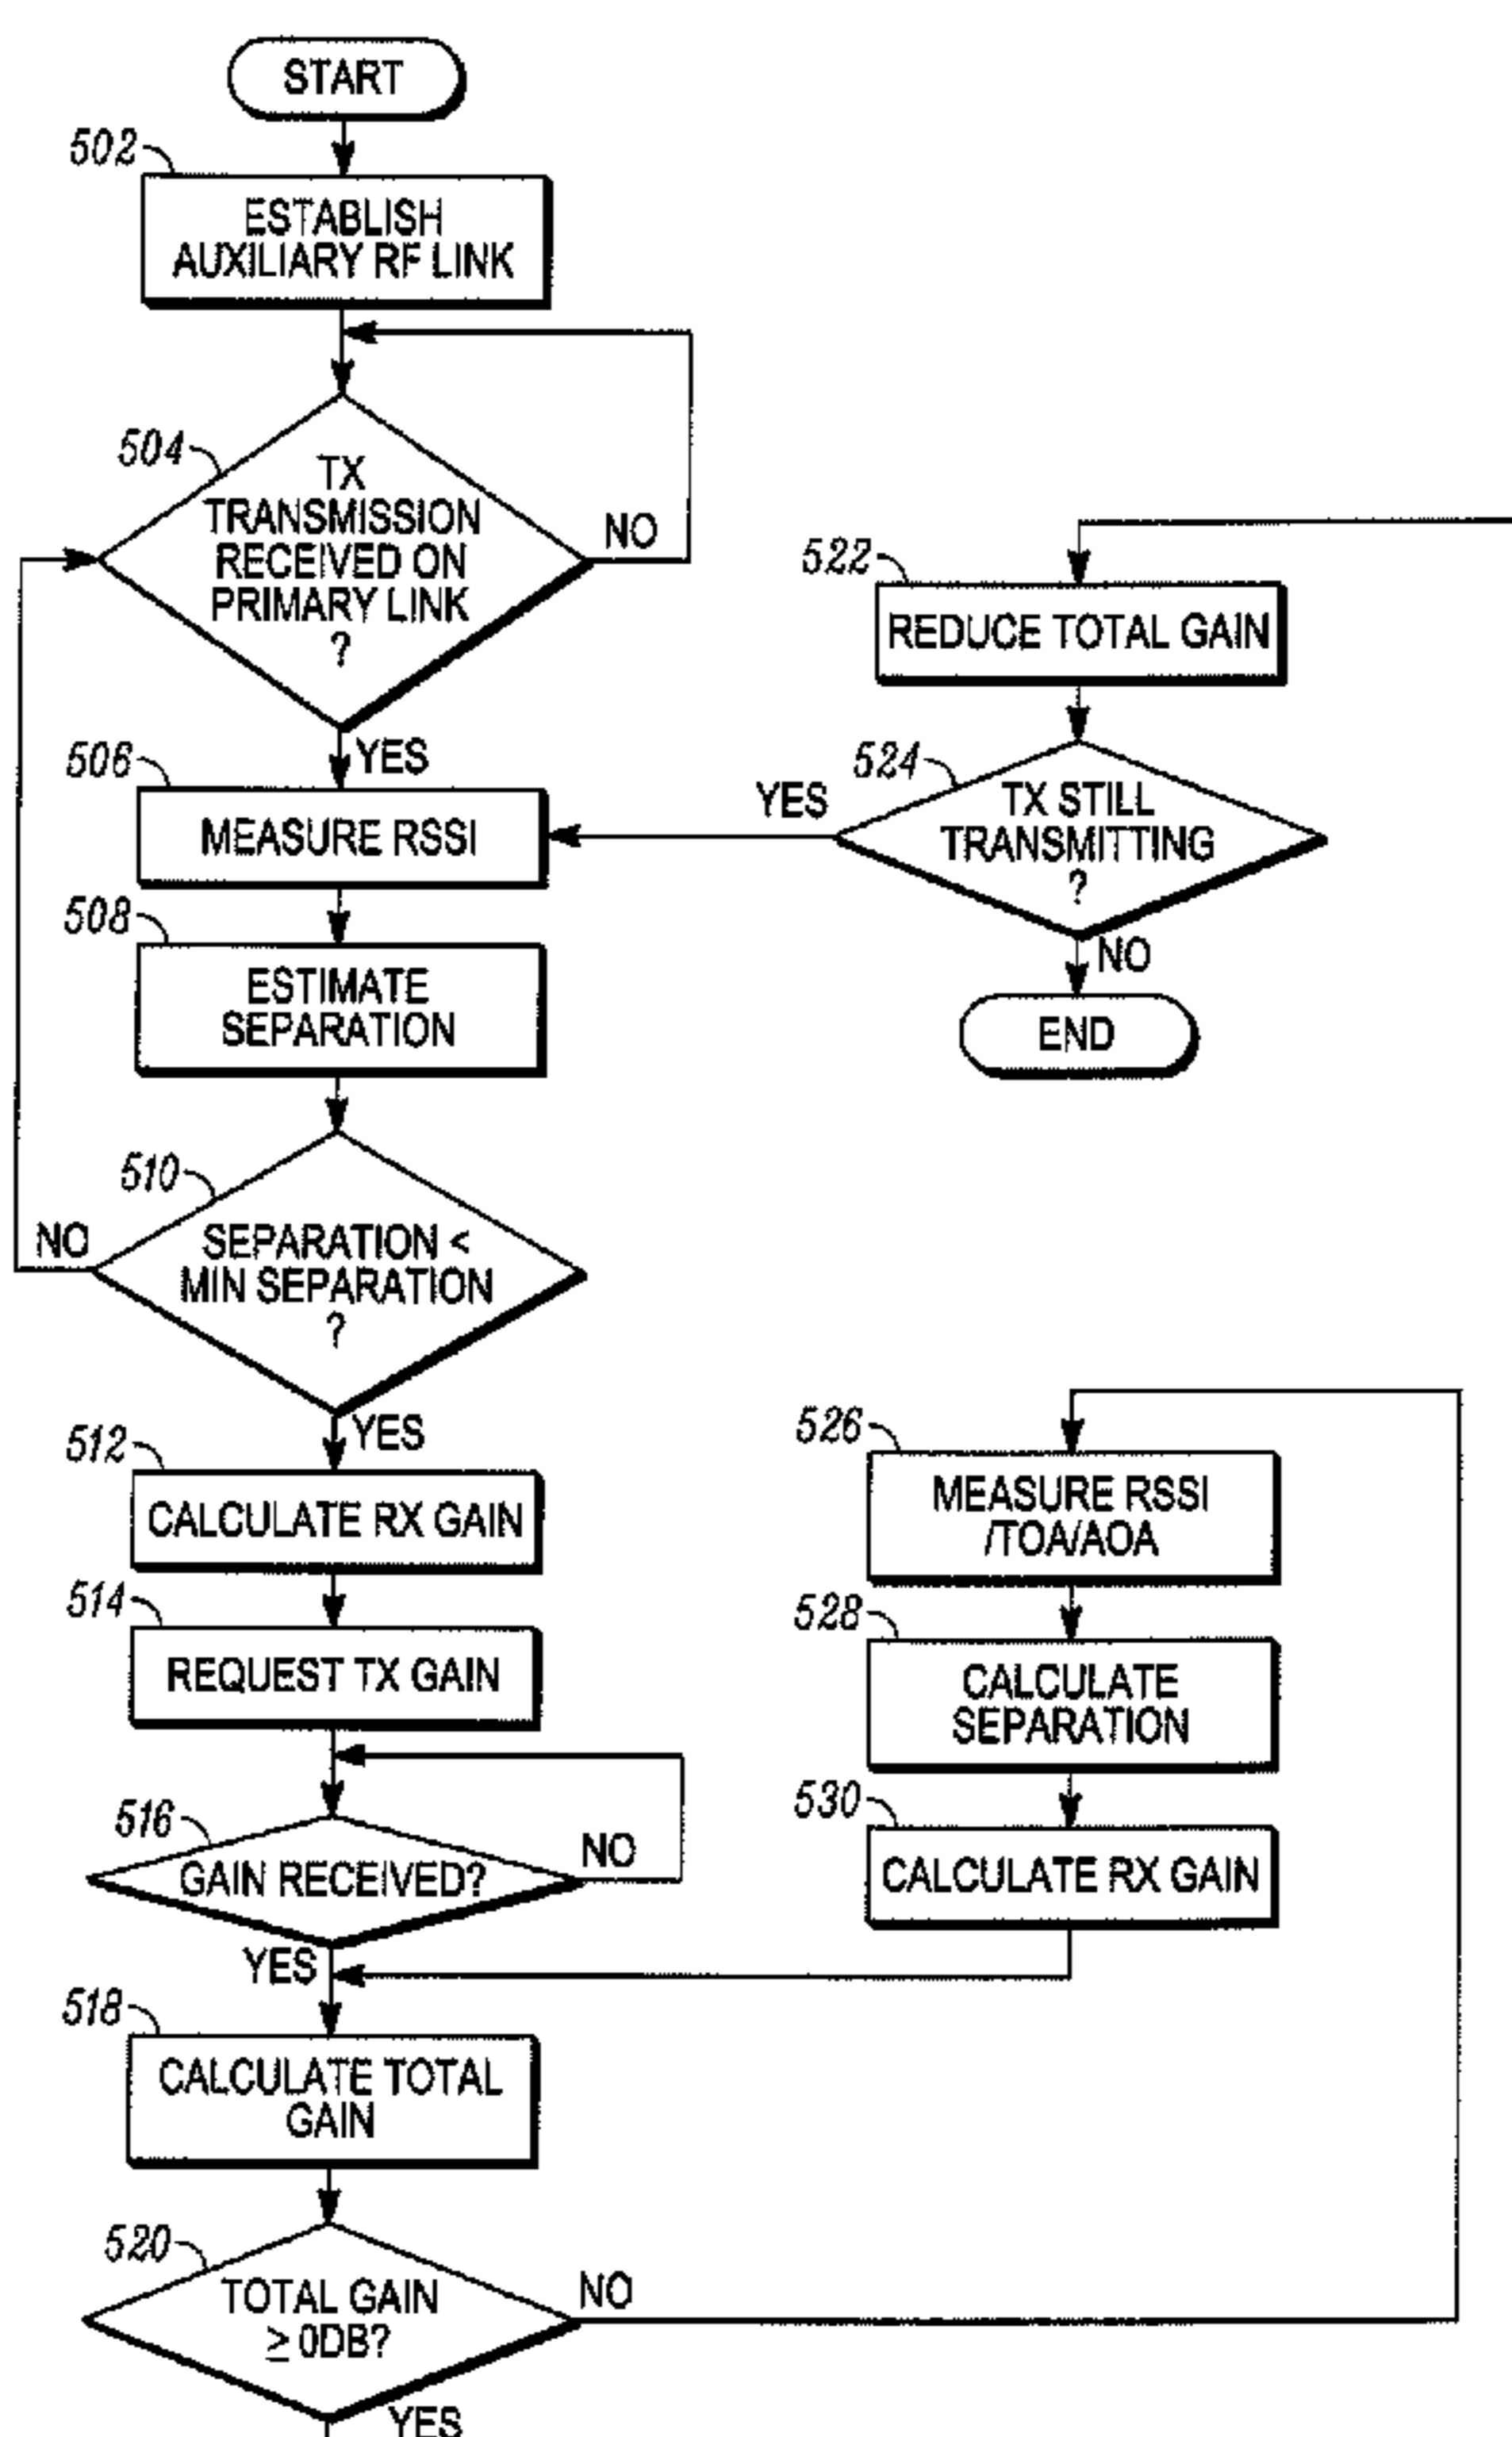 START
502
ESTABLISH
AUXILIARY RF LINK
504
TX
TRANSMISSION
RECEIVED ON
PRIMARY LINK
?
NO
YES
506
MEASURE RSSI
508
ESTIMATE
SEPARATION
510
SEPARATION <
MIN SEPARATION
?
NO
YES
512
CALCULATE RX GAIN
514
REQUEST TX GAIN
516
GAIN RECEIVED?
NO
YES
518
CALCULATE TOTAL
GAIN
520
TOTAL GAIN
≥ 0DB?
NO
YES
522
REDUCE TOTAL GAIN
524
TX STILL
TRANSMITTING
?
YES
NO
END
526
MEASURE RSSI
/TOA/AOA
528
CALCULATE
SEPARATION
530
CALCULATE RX GAIN